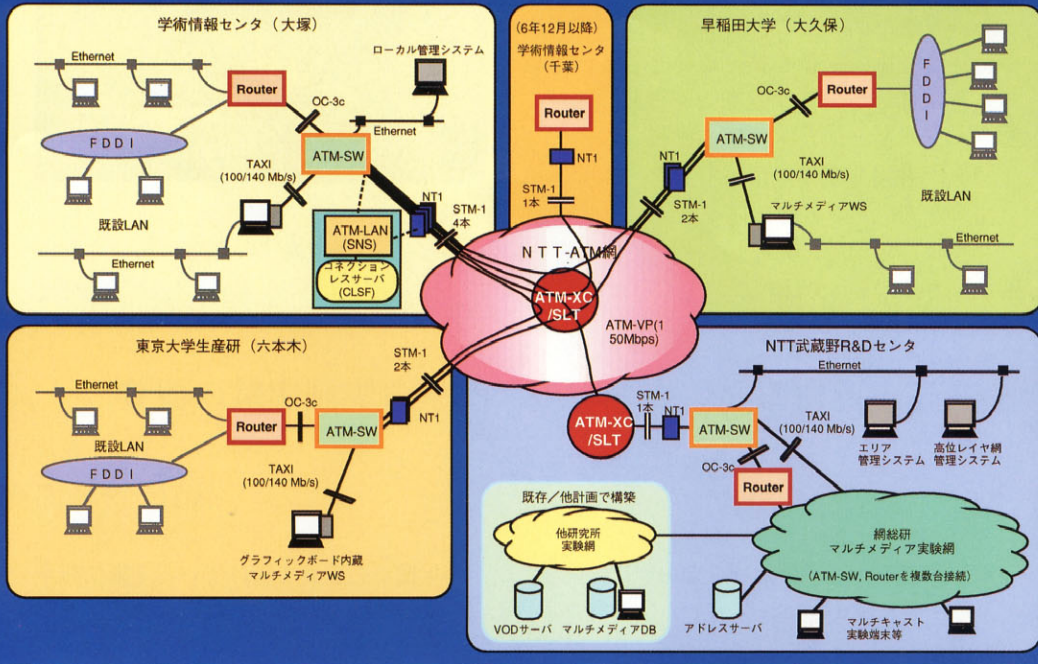 学術情報センタ（大塚）
Ethernet
Router
OC-3c
ローカル管理システム
Ethernet
FDDI
ATM-SW
TAXI
(100/140 Mb/s)
既設LAN
NT1
STM-1
4本
ATM-LAN
(SNS)
コネクション
レスサーバ
(CLSF)
Ethernet
(6年12月以降)
学術情報センタ
（千葉）
Router
NT1
STM-1
1本
早稲田大学（大久保）
OC-3c
Router
FDDI
ATM-SW
NT1
STM-1
2本
TAXI
(100/140 Mb/s)
マルチメディアWS
既設LAN
Ethernet
NTT-ATM網
ATM-XC
/SLT
ATM-VP(1
50Mbps)
東京大学生産研（六本木）
Ethernet
既設LAN
FDDI
Router
OC-3c
ATM-SW
STM-1
2本
NT1
TAXI
(100/140 Mb/s)
グラフィックボード内蔵
マルチメディアWS
NTT武蔵野R&Dセンタ
Ethernet
ATM-XC
/SLT
STM-1
1本
NT1
ATM-SW
TAXI
(100/140 Mb/s)
OC-3c
Router
エリア
管理システム
高位レイヤ網
管理システム
既存／他計画で構築
他研究所
実験網
VODサーバ
マルチメディアDB
網総研
マルチメディア実験網
(ATM-SW, Routerを複数台接続)
アドレスサーバ
マルチキャスト
実験端末等